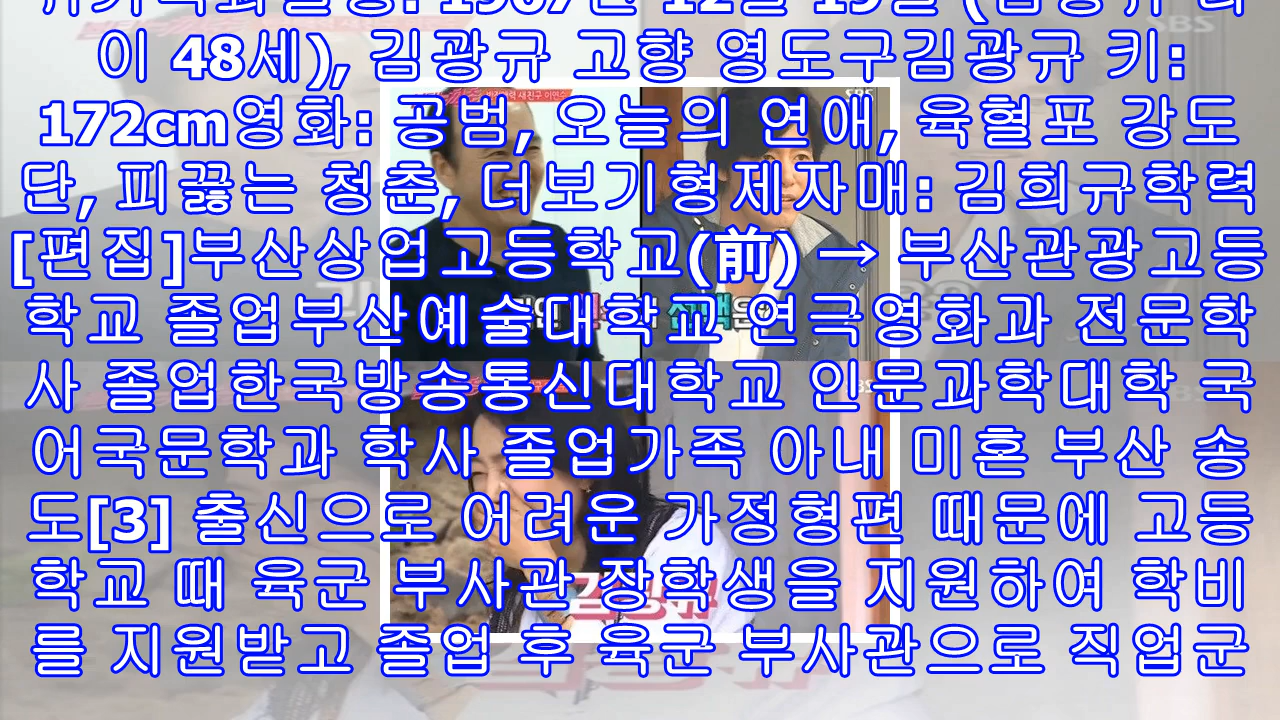 이 48세), 김광규 고향 영도구김광규 키:
172cm영화: 공범, 오늘의 연애, 육혈포 강도
단, 피끓는 청춘, 더보기형제자매: 김희규학력
[편집]부산상업고등학교(前) → 부산관광고등
학교 졸업부산예술대학교 연극영화과 전문학
사 졸업한국방송통신대학교 인문과학대학 국
어국문학과 학사 졸업가족 아내 미혼 부산 송
도[3] 출신으로 어려운 가정형편 때문에 고등
학교 때 육군 부사관 장학생을 지원하여 학비
를 지원받고 졸업 후 육군 부사관으로 직업군
SBS
SBS